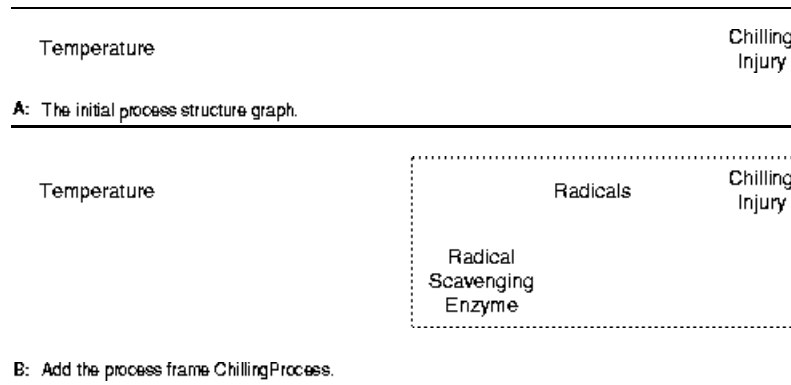 Temperature
Chilling
Injury
A: The initial process structure graph.
Temperature
Radicals
Chilling
Injury
Radical
Scavenging
Enzyme
B: Add the process frame ChillingProcess.